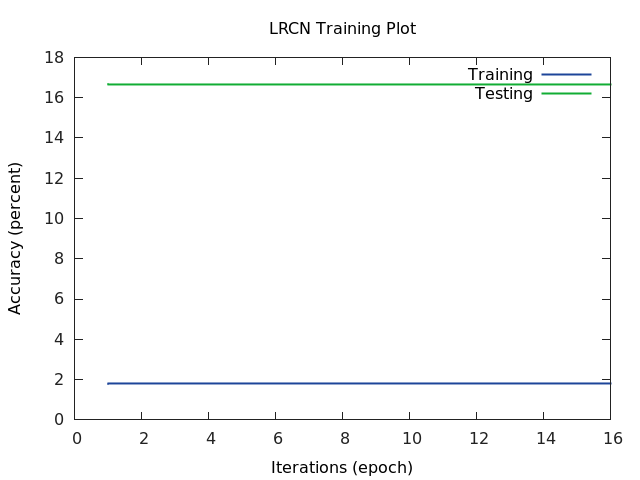 LRCN Training Plot
18
16
14
12
10
8
6
4
2
0
Accuracy (percent)
Training
Testing
0 2 4 6 8 10 12 14 16
Iterations (epoch)